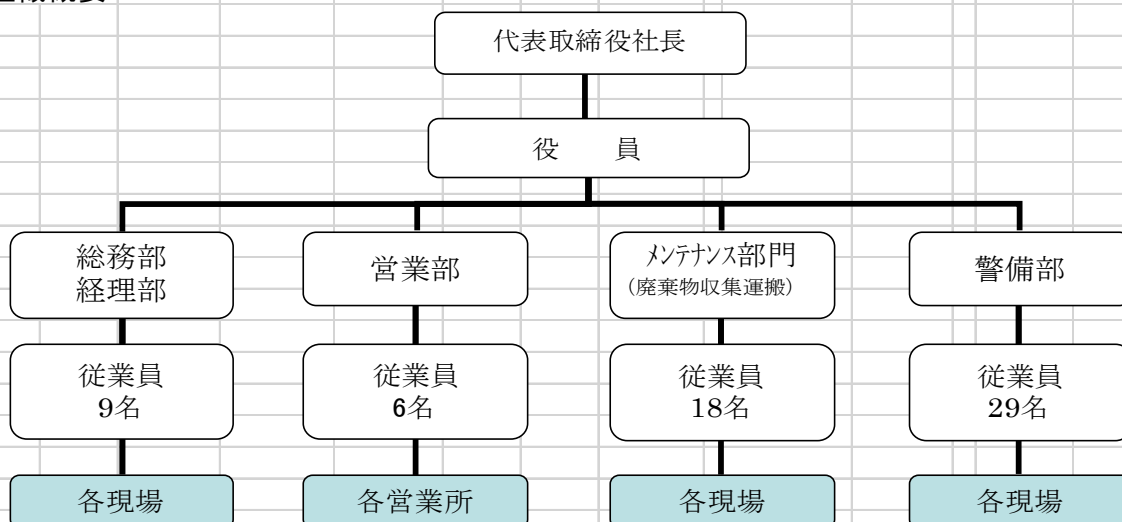 代表取締役社長
役　　員
総務部
経理部
営業部
メンテナンス部門
(廃棄物収集運搬)
警備部
従業員
9名
従業員
6名
従業員
18名
従業員
29名
各現場
各営業所
各現場
各現場